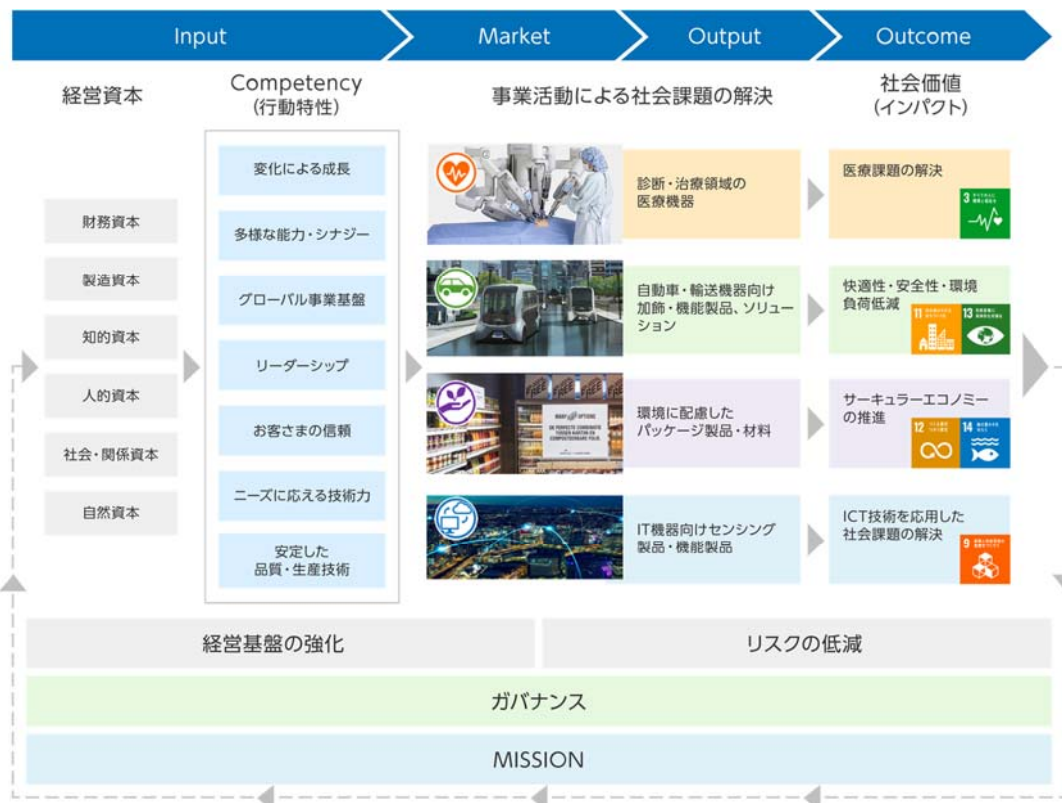 Input
Market
Output
Outcome
経営資本
Competency
(行動特性)
事業活動による社会課題の解決
社会価値
(インパクト)
財務資本
製造資本
知的資本
人的資本
社会・関係資本
自然資本
変化による成長
多様な能力・シナジー
グローバル事業基盤
リーダーシップ
お客さまの信頼
ニーズに応える技術力
安定した
品質・生産技術
診断・治療領域の
医療機器
医療課題の解決
3
自動車・輸送機器向け
加飾・機能製品、ソリュー
ション
快適性・安全性・環境
負荷低減
11
13
FREE
環境に配慮した
パッケージ製品・材料
サーキュラーエコノミー
の推進
12
14
IT機器向けセンシング
製品・機能製品
ICT技術を応用した
社会課題の解決
9
経営基盤の強化
リスクの低減
ガバナンス
MISSION